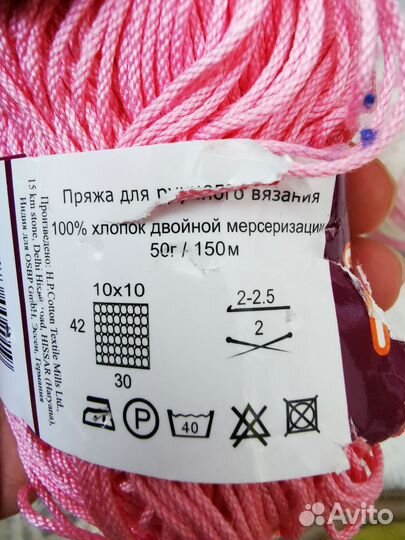 Пряжа для ручного вязания
100% хлопок двойной мерсеризации
50г / 150м
10x10
42
30
2-2.5
2
P
40
Произведено: H.P.Cotton Textile Mills Ltd.,
15 km stone, Delhi Hisar Road, HISSAR (Haryana),
Индия для OSBP GmbH, Эссен, Германия
Avito